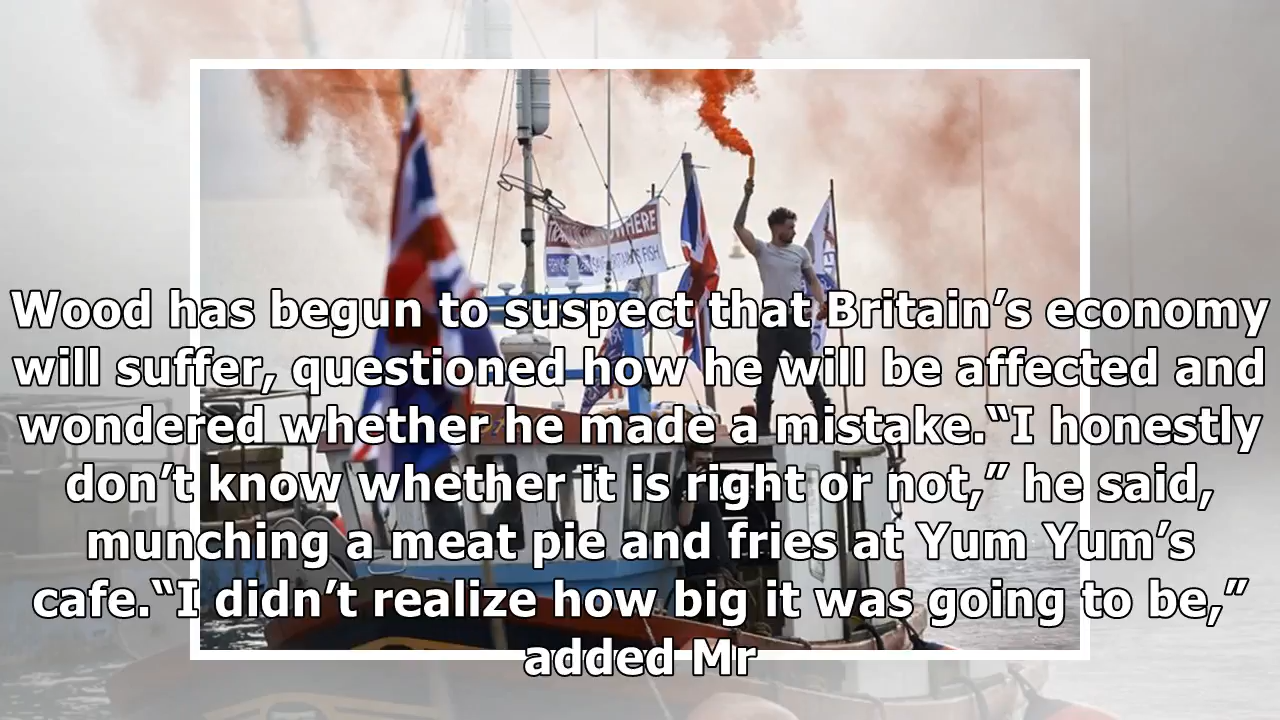 WHERE
Wood has begun to suspect that Britain’s economy
will suffer, questioned how he will be affected and
wondered whether he made a mistake.“I honestly
don’t know whether it is right or not,” he said,
munching a meat pie and fries at Yum Yum’s
cafe.“I didn’t realize how big it was going to be,”
added Mr